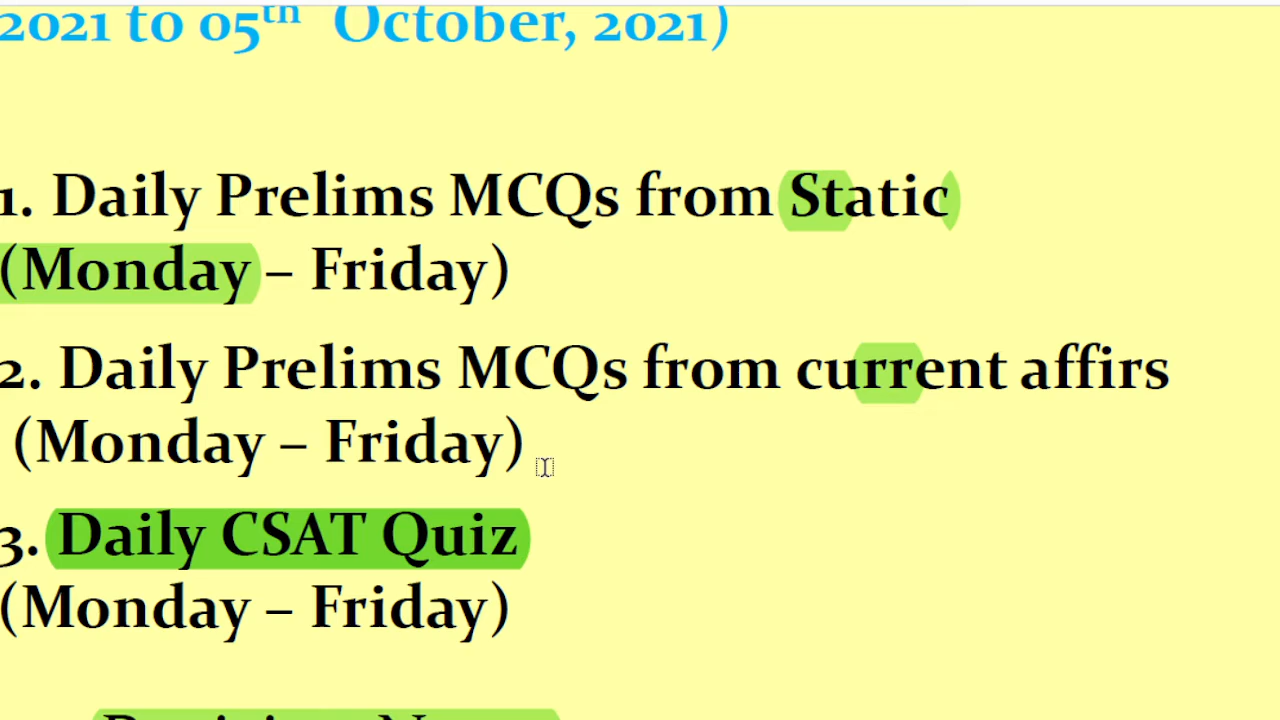 2021 to 05th October, 2021)
1. Daily Prelims MCQs from Static
(Monday – Friday)
2. Daily Prelims MCQs from current affirs
(Monday – Friday)
3. Daily CSAT Quiz
(Monday – Friday)